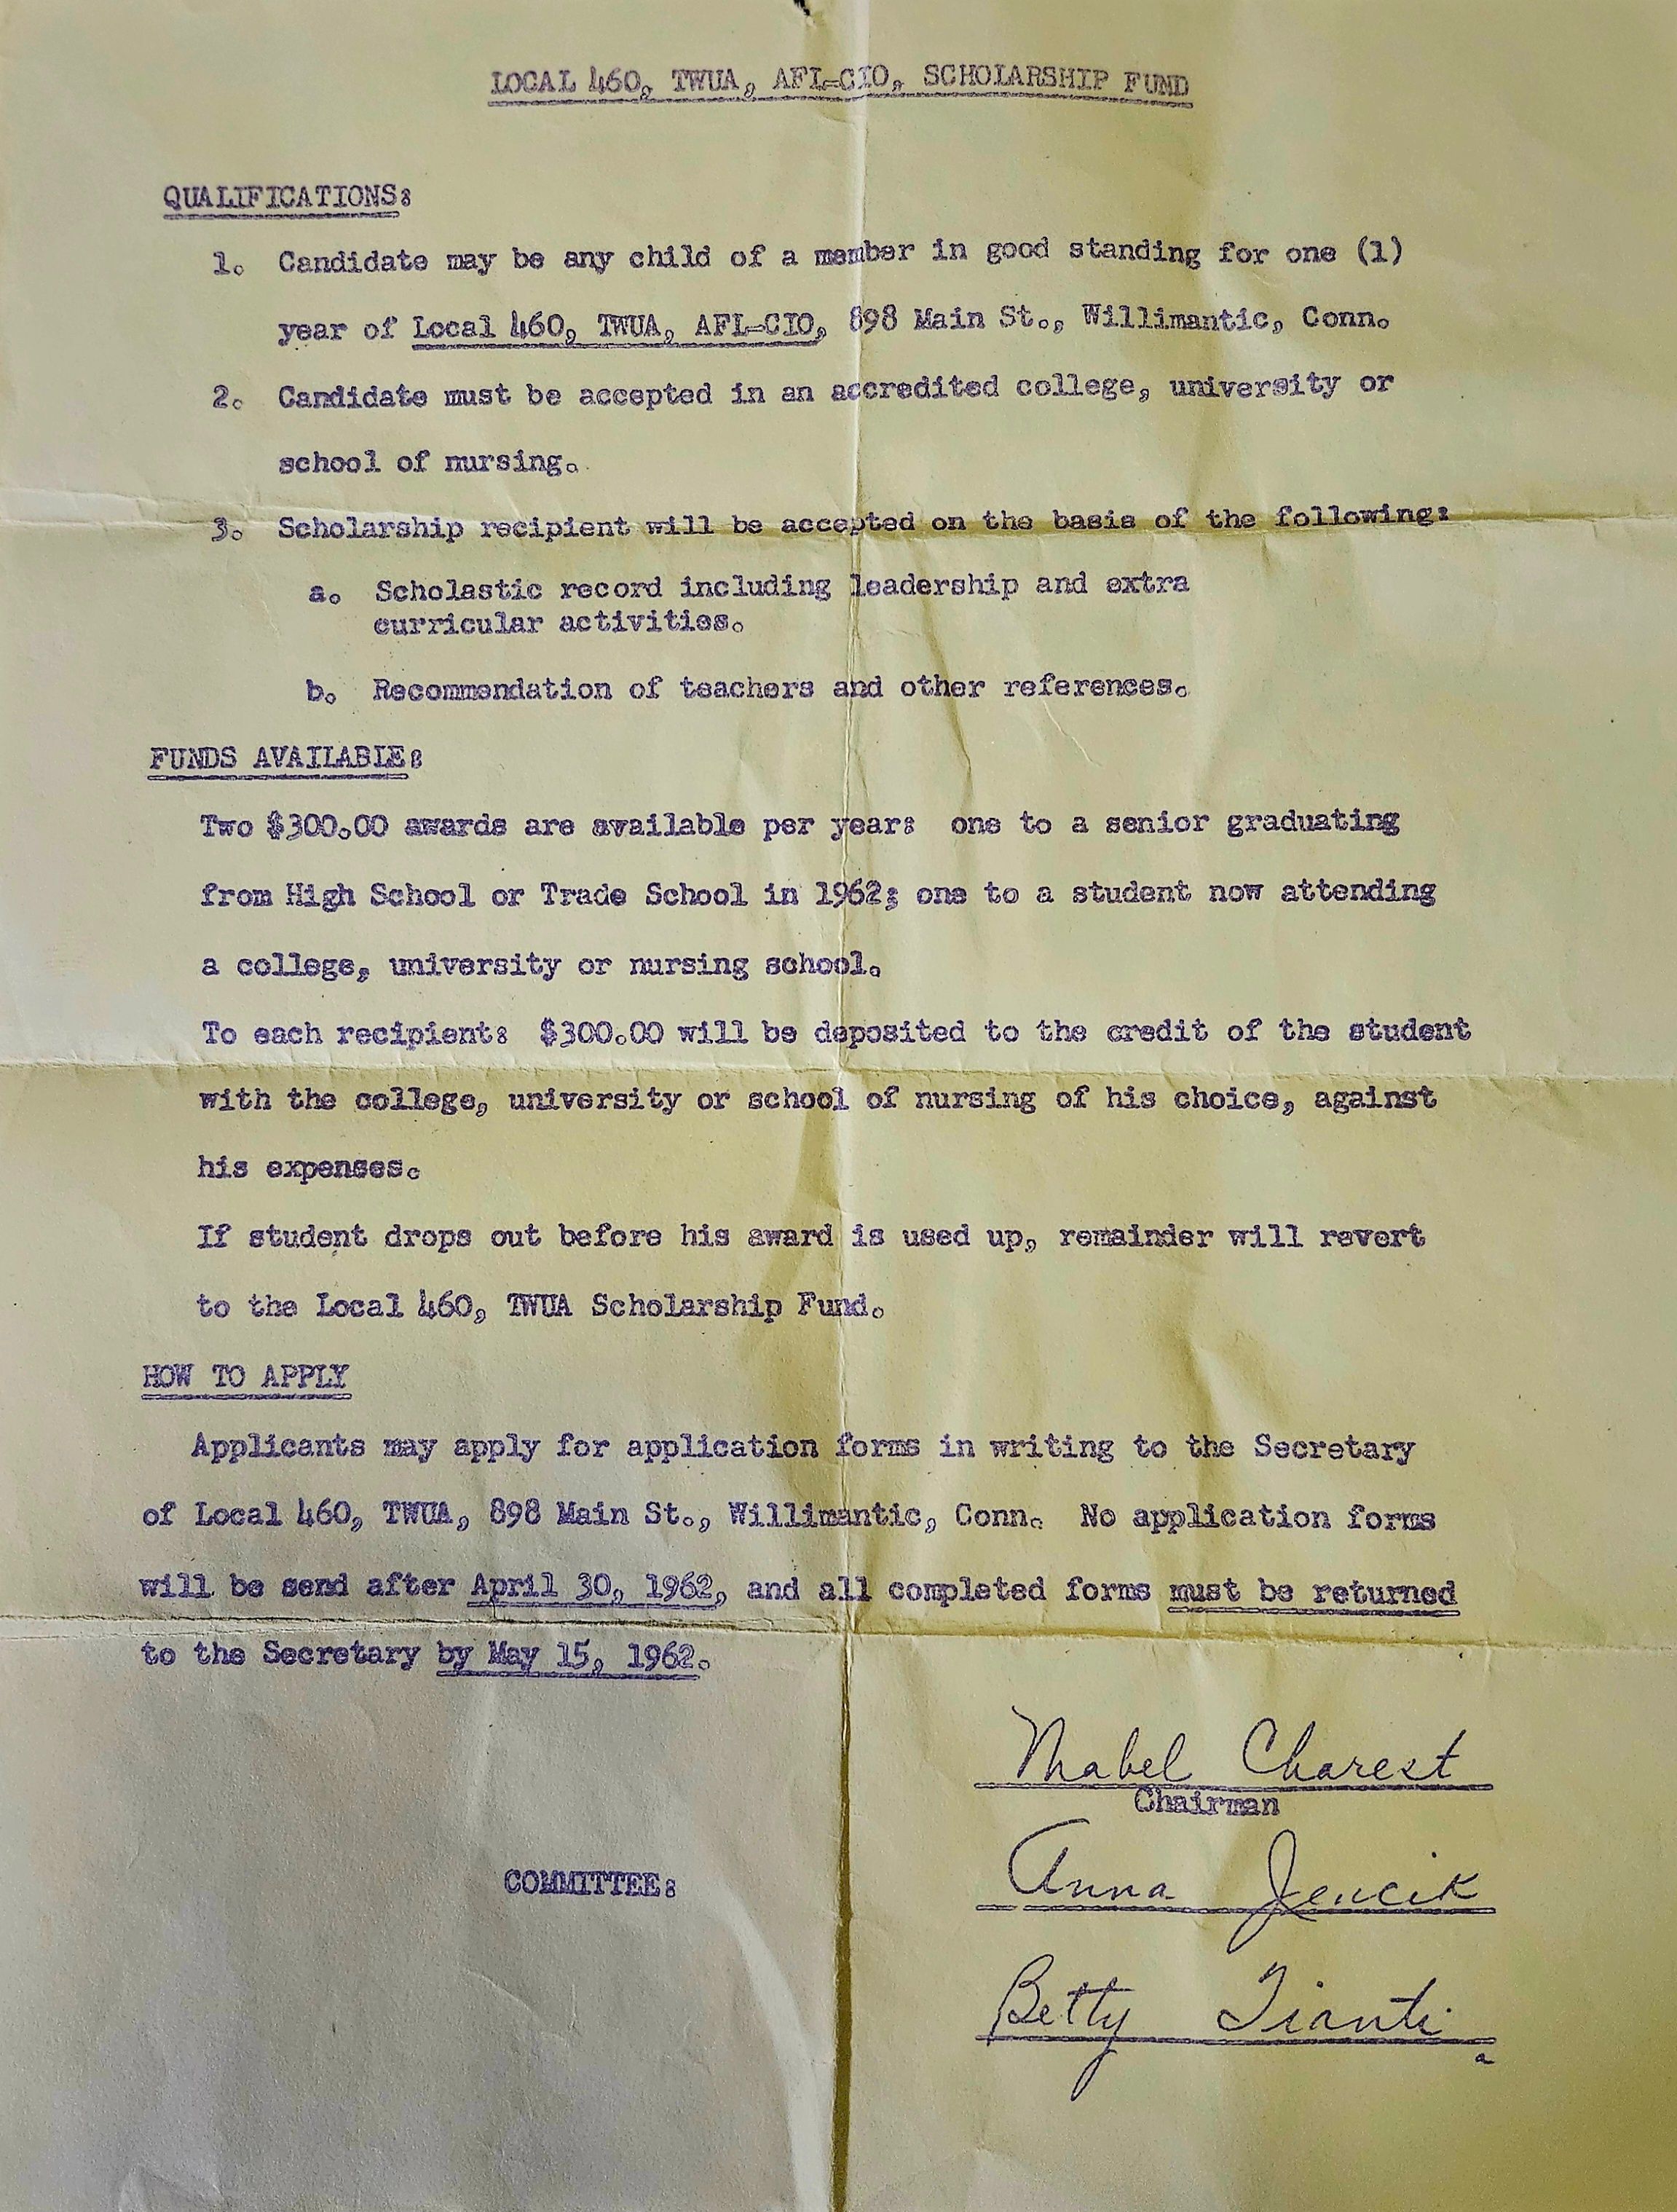 LOCAL 460, TWUA, AFL-CIO, SCHOLARSHIP FUND
QUALIFICATIONS:
1. Candidate may be any child of a member in good standing for one (1)
year of Local 460, TWUA, AFL-CIO, 898 Main St., Willimantic, Conn.
2. Candidate must be accepted in an accredited college, university or
school of nursing.
3. Scholarship recipient will be accepted on the basis of the following:
a. Scholastic record including leadership and extra
curricular activities.
b. Recommendation of teachers and other references.
FUNDS AVAILABLE:
Two $300.00 awards are available per year: one to a senior graduating
from High School or Trade School in 1962; one to a student now attending
a college, university or nursing school.
To each recipient: $300.00 will be deposited to the credit of the student
with the college, university or school of nursing of his choice, against
his expenses.
If student drops out before his award is used up, remainder will revert
to the Local 460, TWUA Scholarship Fund.
HOW TO APPLY
Applicants may apply for application forms in writing to the Secretary
of Local 460, TWUA, 898 Main St., Willimantic, Conn. No application forms
will be send after April 30, 1962, and all completed forms must be returned
to the Secretary by May 15, 1962.
Mabel Charest
Chairman
COMMITTEE:
Anna Jencik
Betty Tianti